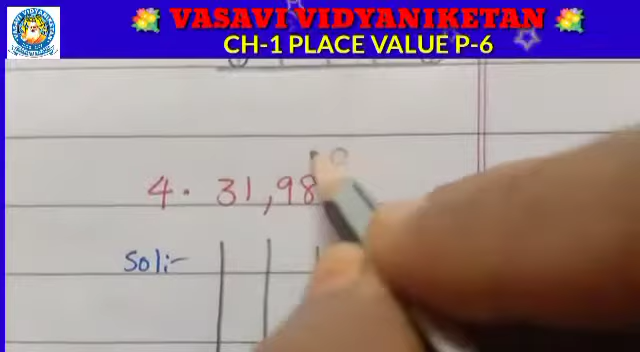 VASAVI VIDYANIKETAN
CH-1 PLACE VALUE P-6
4. 31,98
Sol:-